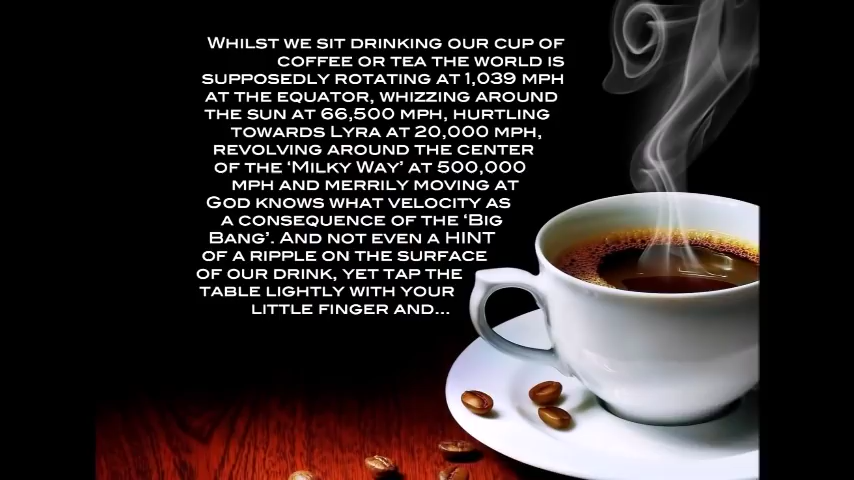 Whilst we sit drinking our cup of
coffee or tea the world is
supposedly rotating at 1,039 mph
at the equator, whizzing around
the sun at 66,500 mph, hurtling
towards Lyra at 20,000 mph,
revolving around the center
of the ‘Milky Way’ at 500,000
mph and merrily moving at
God knows what velocity as
a consequence of the ‘Big
Bang’. And not even a HINT
of a ripple on the surface
of our drink, yet tap the
table lightly with your
little finger and...